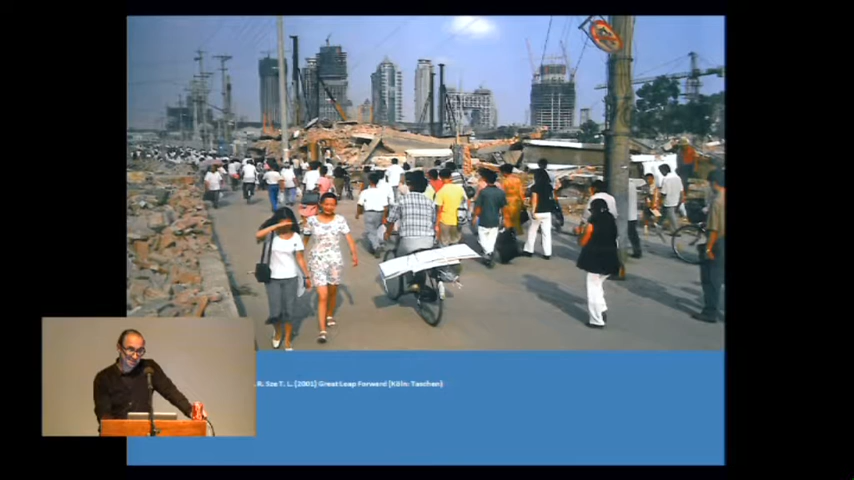 .R. Sze T. L. (2001) Great Leap Forward (Köln: Taschen)